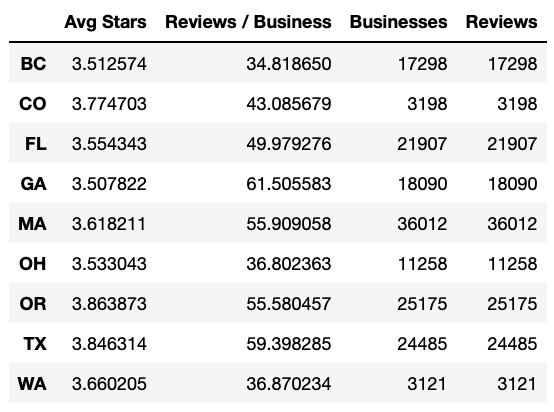 Avg Stars Reviews / Business Businesses Reviews
BC 3.512574 34.818650 17298 17298
CO 3.774703 43.085679 3198 3198
FL 3.554343 49.979276 21907 21907
GA 3.507822 61.505583 18090 18090
MA 3.618211 55.909058 36012 36012
OH 3.533043 36.802363 11258 11258
OR 3.863873 55.580457 25175 25175
TX 3.846314 59.398285 24485 24485
WA 3.660205 36.870234 3121 3121